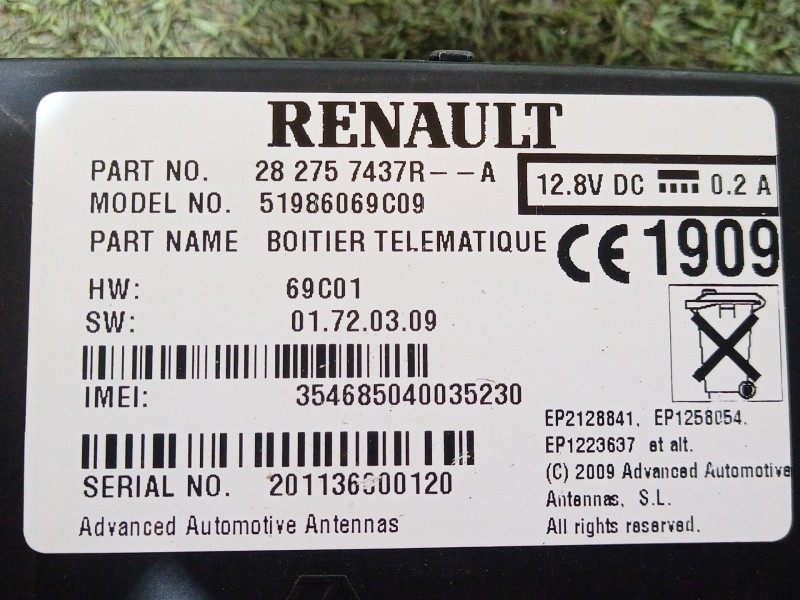 RENAULT
PART NO. 28 275 7437R--A
12.8V DC 0.2 A
MODEL NO. 51986069C09
PART NAME BOITIER TELEMATIQUE
CE 1909
HW: 69C01
SW: 01.72.03.09
IMEI: 354685040035230
EP2128841, EP1258054.
EP1223637 et alt.
(C) 2009 Advanced Automotive
Antennas, S.L.
All rights reserved.
SERIAL NO.
Advanced Automotive Antennas